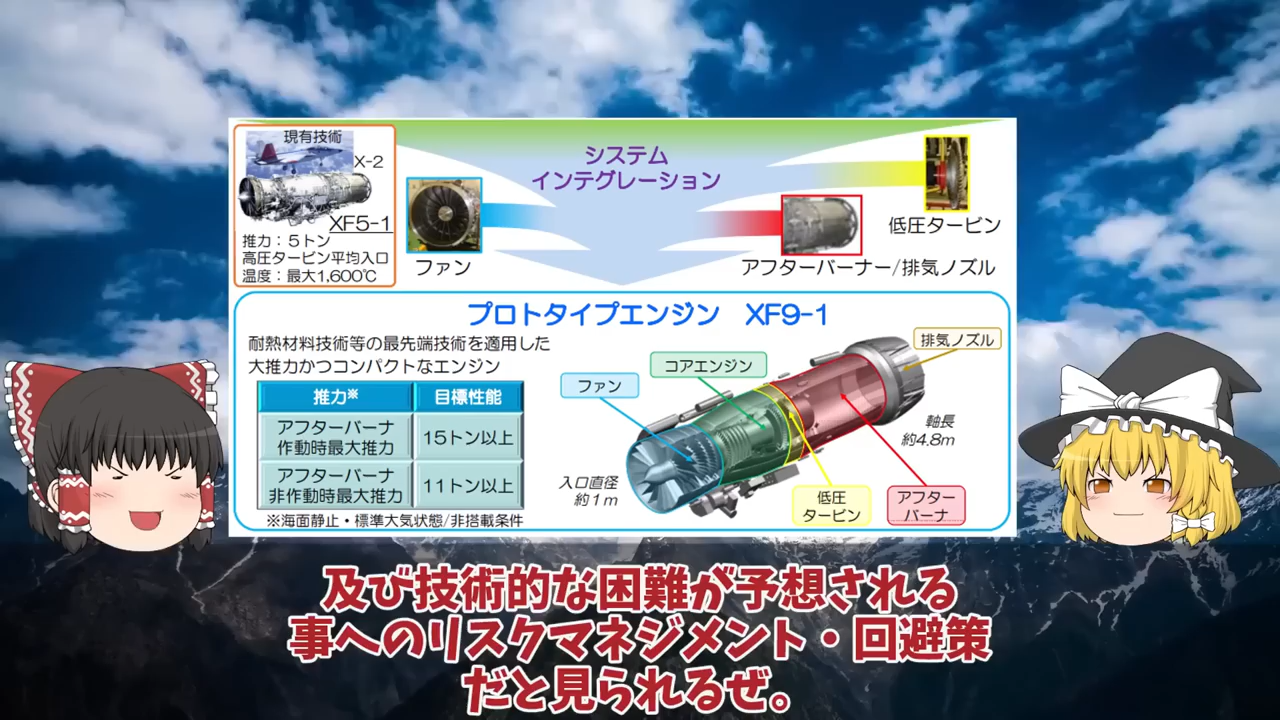 現有技術
X-2
XF5-1
推力：５トン
高圧タービン平均入口
温度：最大1,600℃
システム
インテグレーション
ファン
アフターバーナー/排気ノズル
低圧タービン
プロトタイプエンジン　XF9-1
耐熱材料技術等の最先端技術を適用した
大推力かつコンパクトなエンジン
推力※
目標性能
アフターバーナ
作動時最大推力
15トン以上
アフターバーナ
非作動時最大推力
11トン以上
※海面静止・標準大気状態/非搭載条件
ファン
コアエンジン
排気ノズル
軸長
約4.8m
入口直径
約１m
低圧
タービン
アフター
バーナ
及び技術的な困難が予想される
事へのリスクマネジメント・回避策
だと見られるぜ。